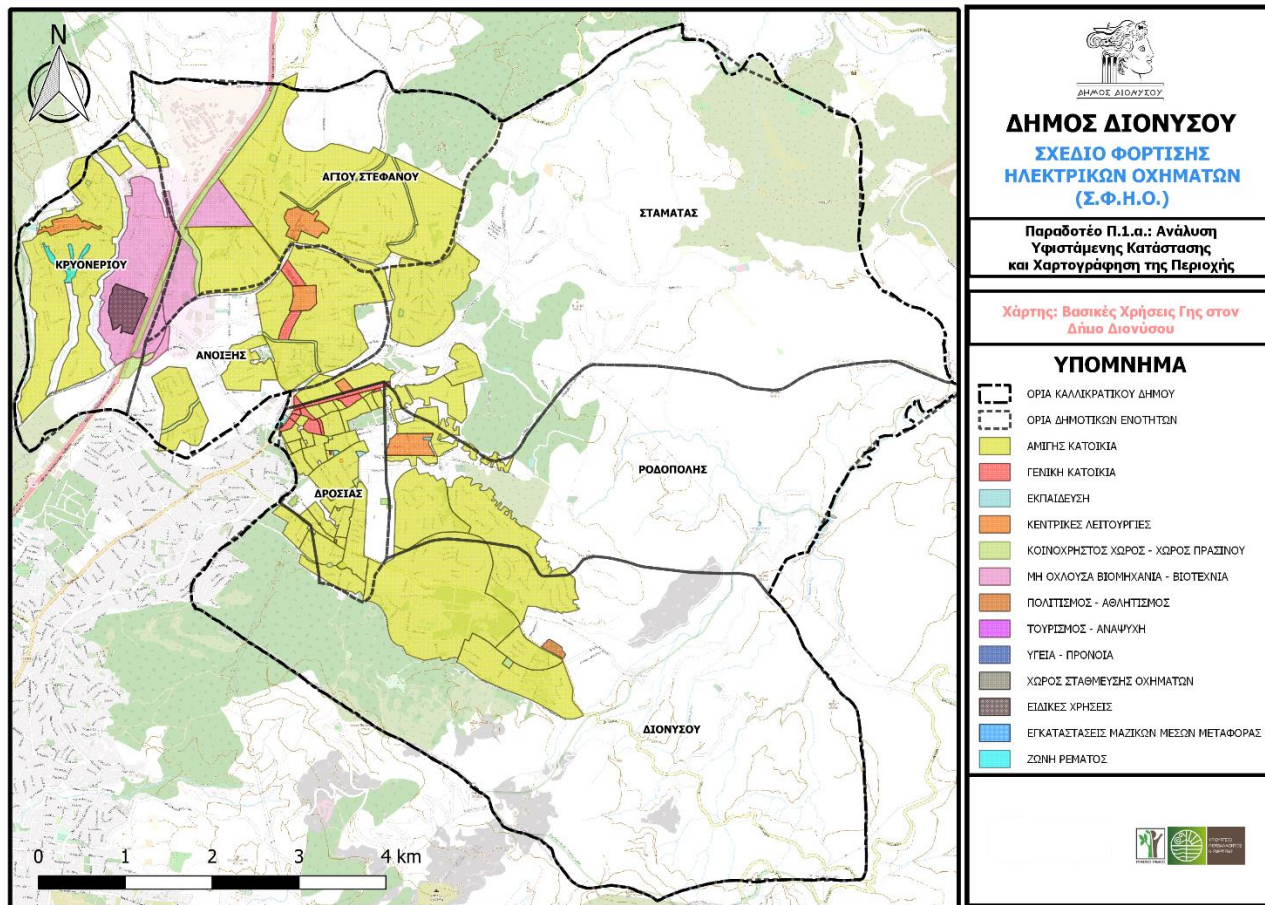 N
ΑΓΙΟΥ ΣΤΕΦΑΝΟΥ
ΣΤΑΜΑΤΑΣ
ΚΡΥΟΝΕΡΙΟΥ
ΑΝΟΙΞΗΣ
ΡΟΔΟΠΟΛΗΣ
ΔΡΟΣΙΑΣ
ΔΙΟΝΥΣΟΥ
0 1 2 3 4 km
ΔΗΜΟΣ ΔΙΟΝΥΣΟΥ
ΔΗΜΟΣ ΔΙΟΝΥΣΟΥ
ΣΧΕΔΙΟ ΦΟΡΤΙΣΗΣ
ΗΛΕΚΤΡΙΚΩΝ ΟΧΗΜΑΤΩΝ
(Σ.Φ.Η.Ο.)
Παραδοτέο Π.1.α.: Ανάλυση
Υφιστάμενης Κατάστασης
και Χαρτογράφηση της Περιοχής
Χάρτης: Βασικές Χρήσεις Γης στον
Δήμο Διονύσου
ΥΠΟΜΝΗΜΑ
ΟΡΙΑ ΚΑΛΛΙΚΡΑΤΙΚΟΥ ΔΗΜΟΥ
ΟΡΙΑ ΔΗΜΟΤΙΚΩΝ ΕΝΟΤΗΤΩΝ
ΑΜΙΓΗΣ ΚΑΤΟΙΚΙΑ
ΓΕΝΙΚΗ ΚΑΤΟΙΚΙΑ
ΕΚΠΑΙΔΕΥΣΗ
ΚΕΝΤΡΙΚΕΣ ΛΕΙΤΟΥΡΓΙΕΣ
ΚΟΙΝΟΧΡΗΣΤΟΣ ΧΩΡΟΣ - ΧΩΡΟΣ ΠΡΑΣΙΝΟΥ
ΜΗ ΟΧΛΟΥΣΑ ΒΙΟΜΗΧΑΝΙΑ - ΒΙΟΤΕΧΝΙΑ
ΠΟΛΙΤΙΣΜΟΣ - ΑΘΛΗΤΙΣΜΟΣ
ΤΟΥΡΙΣΜΟΣ - ΑΝΑΨΥΧΗ
ΥΓΕΙΑ - ΠΡΟΝΟΙΑ
ΧΩΡΟΣ ΣΤΑΘΜΕΥΣΗΣ ΟΧΗΜΑΤΩΝ
ΕΙΔΙΚΕΣ ΧΡΗΣΕΙΣ
ΕΓΚΑΤΑΣΤΑΣΕΙΣ ΜΑΖΙΚΩΝ ΜΕΣΩΝ ΜΕΤΑΦΟΡΑΣ
ΖΩΝΗ ΡΕΜΑΤΟΣ